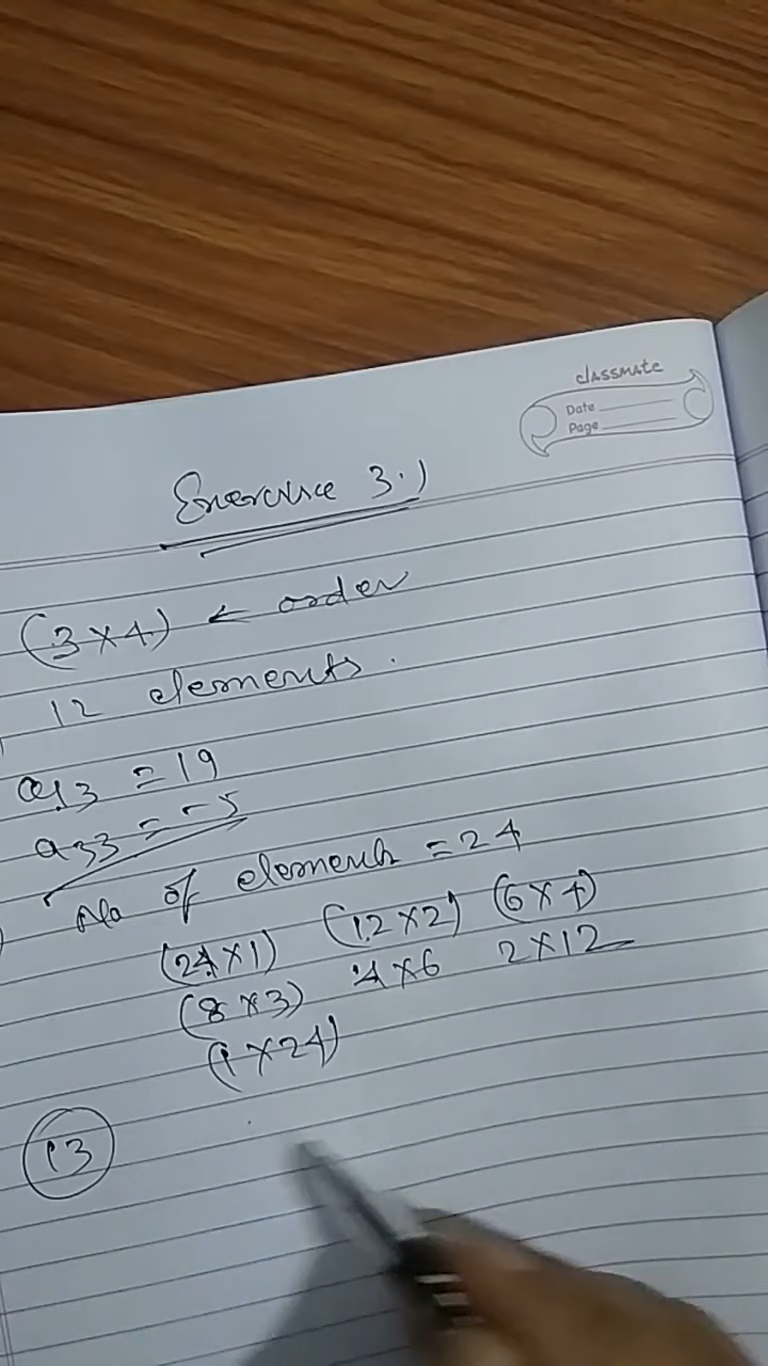 classmate
Date
Page
Exercise 3.1
(3×4) ← order
12 elements.
a13 = 19
a33 = -5
No of elements = 24
(24×1) (12×2) (6×4)
(8×3) 4×6 2×12
(1×24)
13